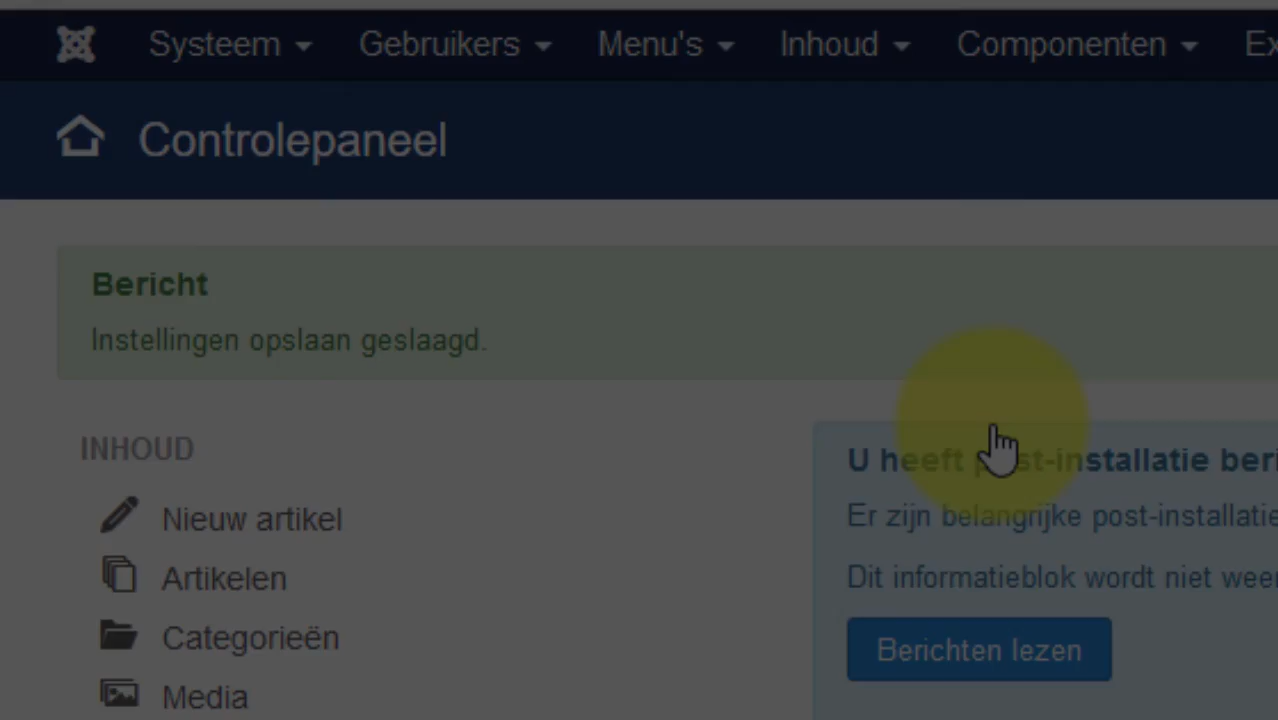 Systeem Gebruikers Menu's Inhoud Componenten
Controlepaneel
Bericht
Instellingen opslaan geslaagd.
INHOUD
Nieuw artikel
Artikelen
Categorieën
Media
U heeft post-installatie
Er zijn belangrijke post-installatie
Dit informatieblok wordt niet
Berichten lezen